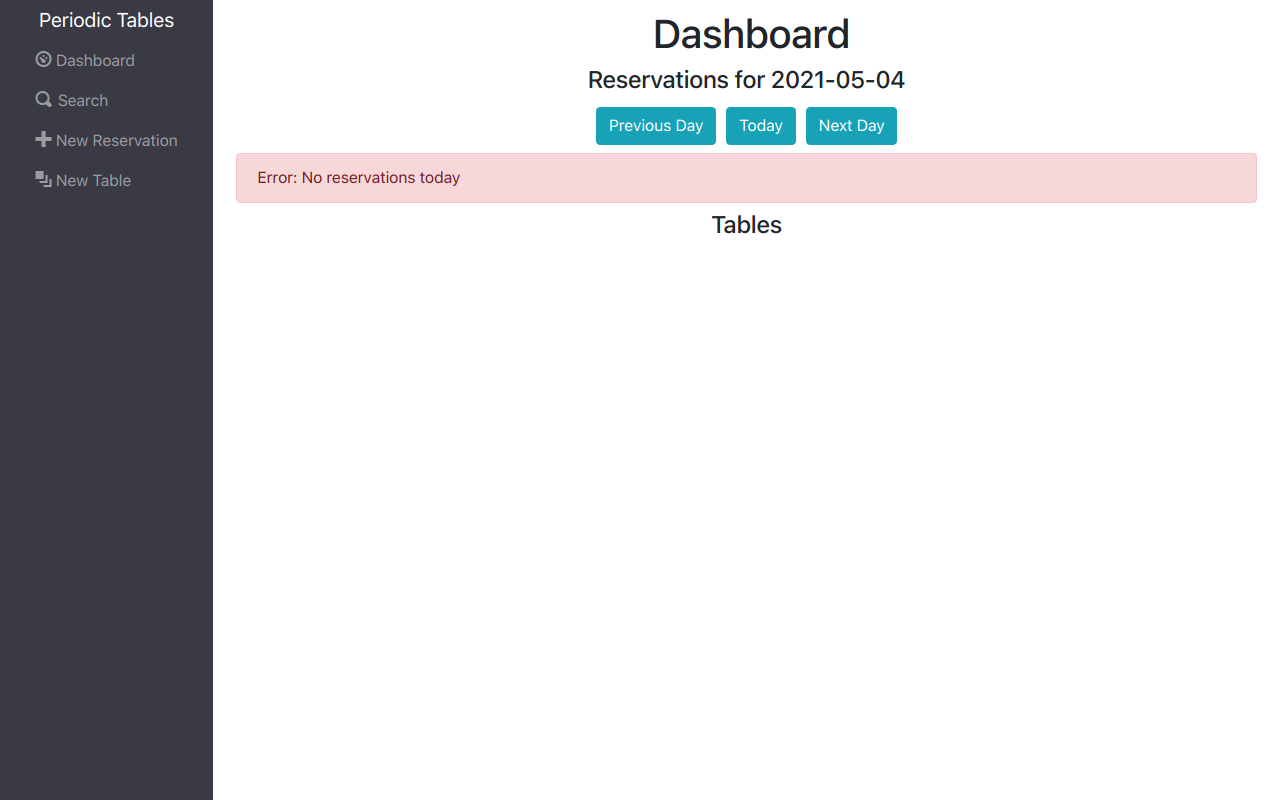 Periodic Tables
Dashboard
Search
New Reservation
New Table
Dashboard
Reservations for 2021-05-04
Previous Day Today Next Day
Error: No reservations today
Tables